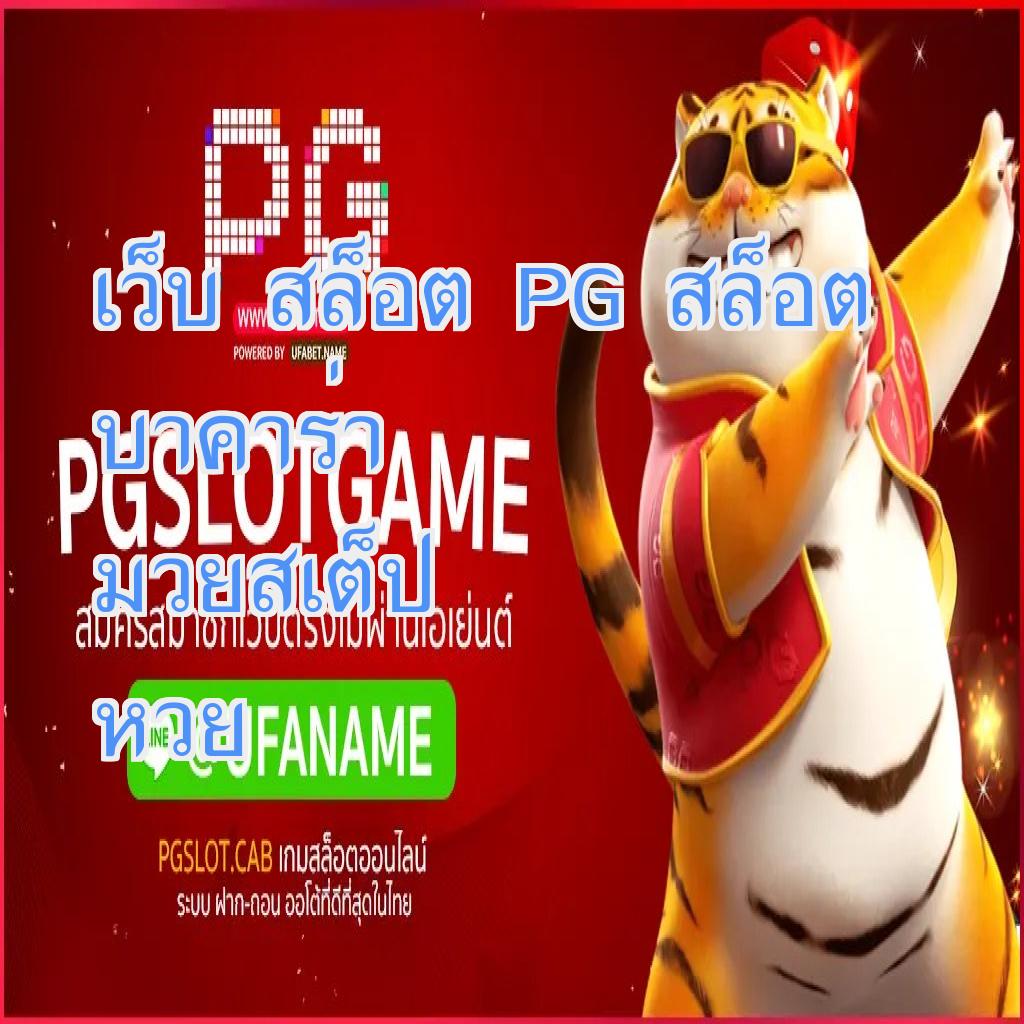 PG
เว็บ สล็อต PG สล็อต
WWW.
POWERED BY UFABET.NAME
บาคาร่า
PGSLOTGAME
มวยสเต็ป
สมัครสมาชิกเว็บตรงไม่ผ่านเอเย่นต์
หวย
LINE @UFANAME
PGSLOT.CAB เกมสล็อตออนไลน์
ระบบ ฝาก-ถอน ออโต้ที่ดีที่สุดในไทย